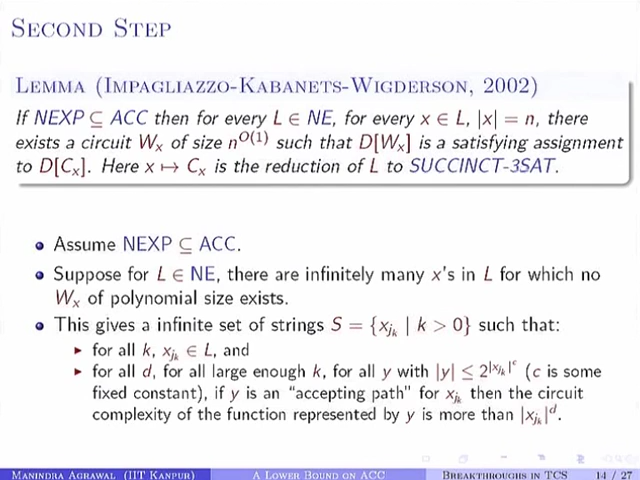 SECOND STEP
LEMMA (IMPAGLIAZZO-KABANETS-WIGDERSON, 2002)
If NEXP ⊆ ACC then for every L ∈ NE, for every x ∈ L, |x| = n, there
exists a circuit Wₓ of size n^{O(1)} such that D[Wₓ] is a satisfying assignment
to D[Cₓ]. Here x ↦ Cₓ is the reduction of L to SUCCINCT-3SAT.
• Assume NEXP ⊆ ACC.
• Suppose for L ∈ NE, there are infinitely many x's in L for which no
Wₓ of polynomial size exists.
• This gives a infinite set of strings S = {x_{j_k} | k > 0} such that:
▸ for all k, x_{j_k} ∈ L, and
▸ for all d, for all large enough k, for all y with |y| ≤ 2^{|x_{j_k}|^c} (c is some
fixed constant), if y is an "accepting path" for x_{j_k} then the circuit
complexity of the function represented by y is more than |x_{j_k}|^d.
MANINDRA AGRAWAL (IIT KANPUR) A LOWER BOUND ON ACC BREAKTHROUGHS IN TCS 14 / 27